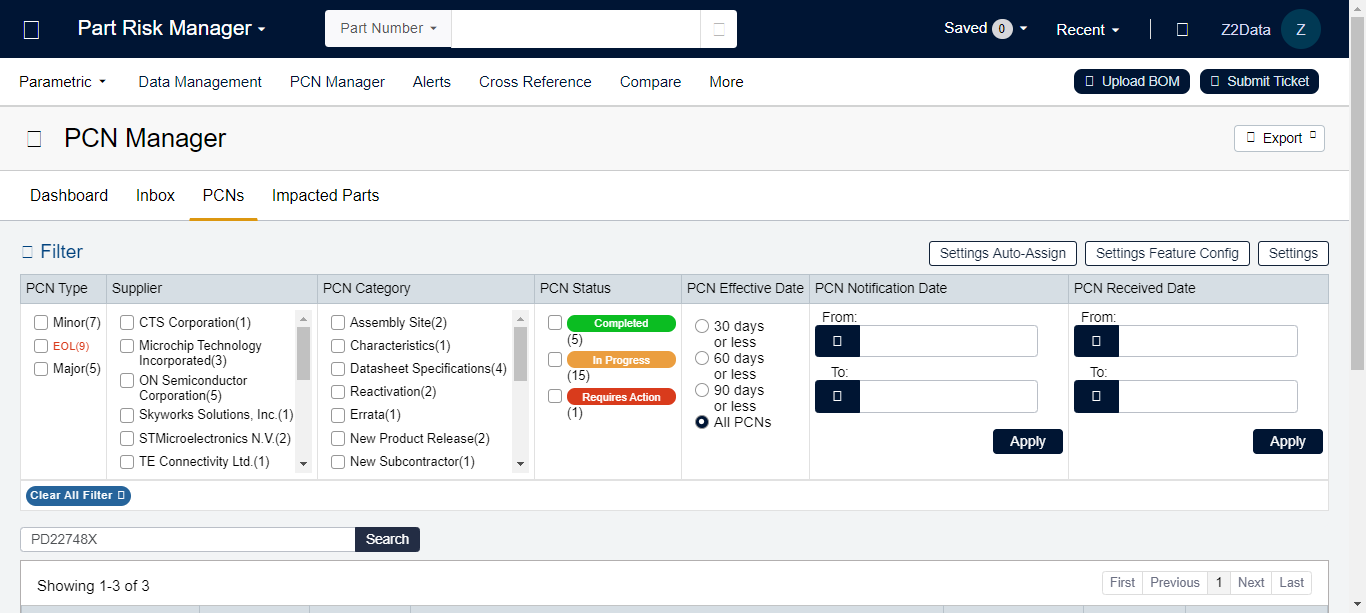 Part Risk Manager
Part Number
Saved 0
Recent
Z2Data
Z
Parametric
Data Management
PCN Manager
Alerts
Cross Reference
Compare
More
Upload BOM
Submit Ticket
PCN Manager
Export
Dashboard
Inbox
PCNs
Impacted Parts
Filter
Settings Auto-Assign
Settings Feature Config
Settings
PCN Type
Minor(7)
EOL(9)
Major(5)
Supplier
CTS Corporation(1)
Microchip Technology
Incorporated(3)
ON Semiconductor
Corporation(5)
Skyworks Solutions, Inc.(1)
STMicroelectronics N.V.(2)
TE Connectivity Ltd.(1)
PCN Category
Assembly Site(2)
Characteristics(1)
Datasheet Specifications(4)
Reactivation(2)
Errata(1)
New Product Release(2)
New Subcontractor(1)
PCN Status
Completed
(5)
In Progress
(15)
Requires Action
(1)
PCN Effective Date
30 days
or less
60 days
or less
90 days
or less
All PCNs
PCN Notification Date
From:
To:
Apply
PCN Received Date
From:
To:
Apply
Clear All Filter
PD22748X
Search
Showing 1-3 of 3
First
Previous
1
Next
Last